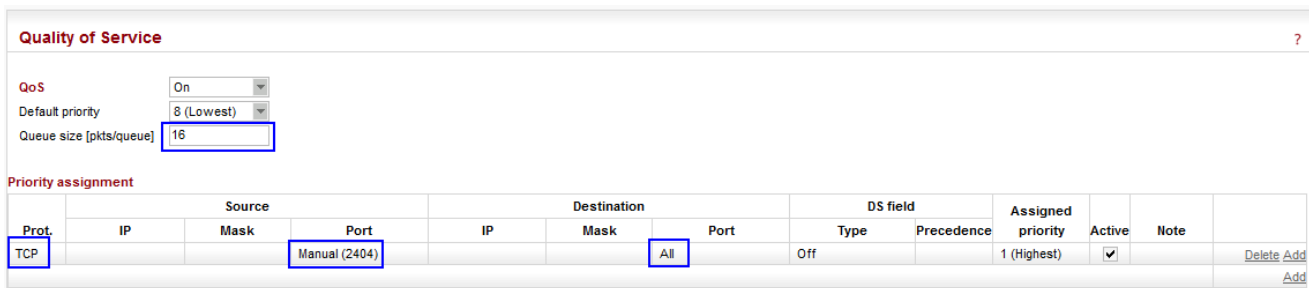 Quality of Service ?
QoS On
Default priority 8 (Lowest)
Queue size [pkts/queue] 16
Priority assignment
Source Destination DS field
Prot. IP Mask Port IP Mask Port Type Precedence Assigned priority Active Note
TCP Manual (2404) All Off 1 (Highest) Delete Add
Add